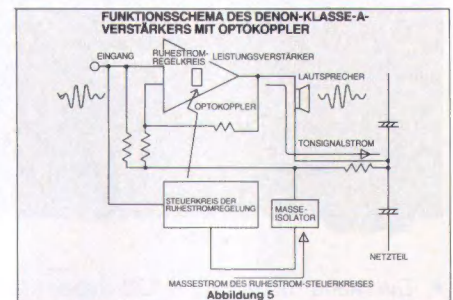 FUNKTIONSSCHEMA DES DENON-KLASSE-A-
VERSTÄRKERS MIT OPTOKOPPLER
EINGANG
RUHESTROM-
REGELKREIS
LEISTUNGSVERSTÄRKER
LAUTSPRECHER
OPTOKOPPLER
TONSIGNALSTROM
STEUERKREIS DER
RUHESTROMREGELUNG
MASSE-
ISOLATOR
NETZTEIL
MASSESTROM DES RUHESTROM-STEUERKREISES
Abbildung 5